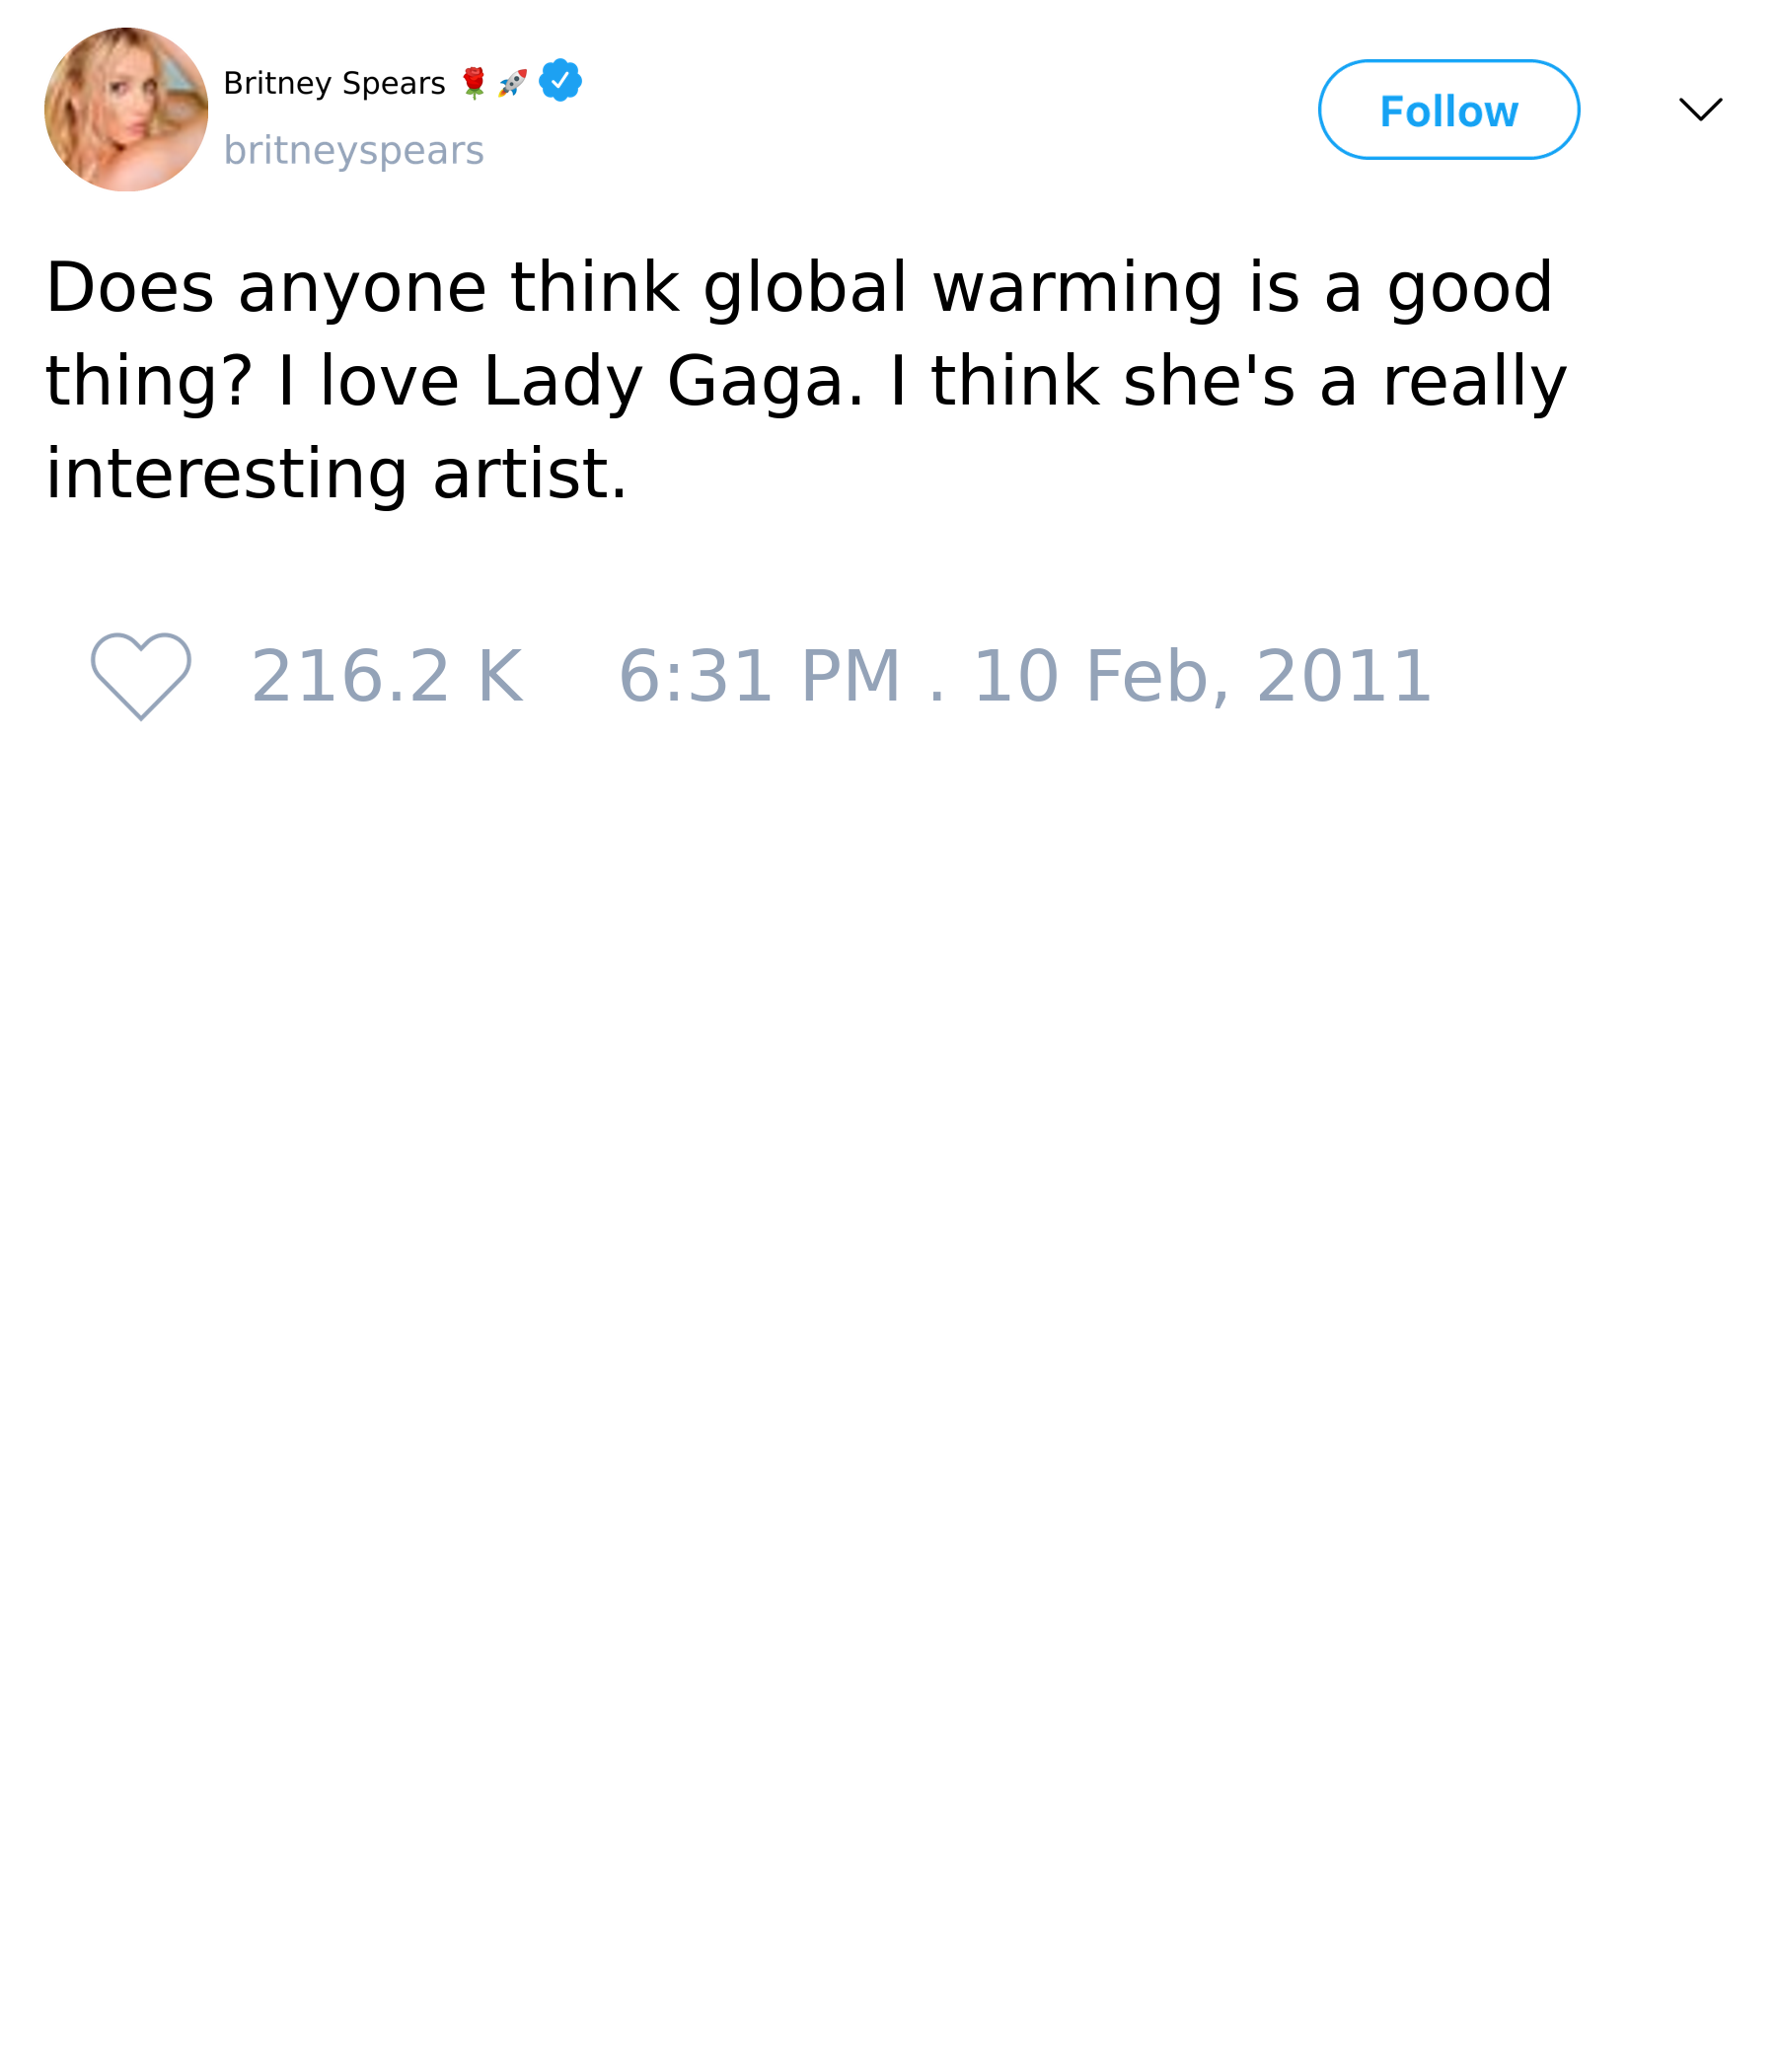 Britney Spears 🌹🚀
britneyspears
Follow
Does anyone think global warming is a good
thing? I love Lady Gaga. I think she's a really
interesting artist.
216.2 K 6:31 PM . 10 Feb, 2011